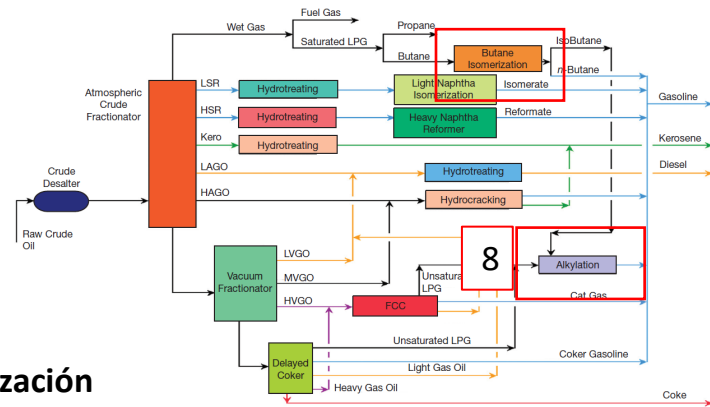 Wet Gas
Fuel Gas
Saturated LPG
Propane
Butane
Butane
Isomerization
IsoButane
n-Butane
Atmospheric
Crude
Fractionator
LSR
Hydrotreating
Light Naphtha
Isomerization
Isomerate
Gasoline
HSR
Hydrotreating
Heavy Naphtha
Reformer
Reformate
Kero
Hydrotreating
Kerosene
LAGO
Hydrotreating
Diesel
HAGO
Hydrocracking
Crude
Desalter
Raw Crude
Oil
Vacuum
Fractionator
LVGO
MVGO
HVGO
FCC
LPG
8
Alkylation
Cat Gas
Unsaturated LPG
Delayed
Coker
Coker Gasoline
Light Gas Oil
Heavy Gas Oil
Coke
ización